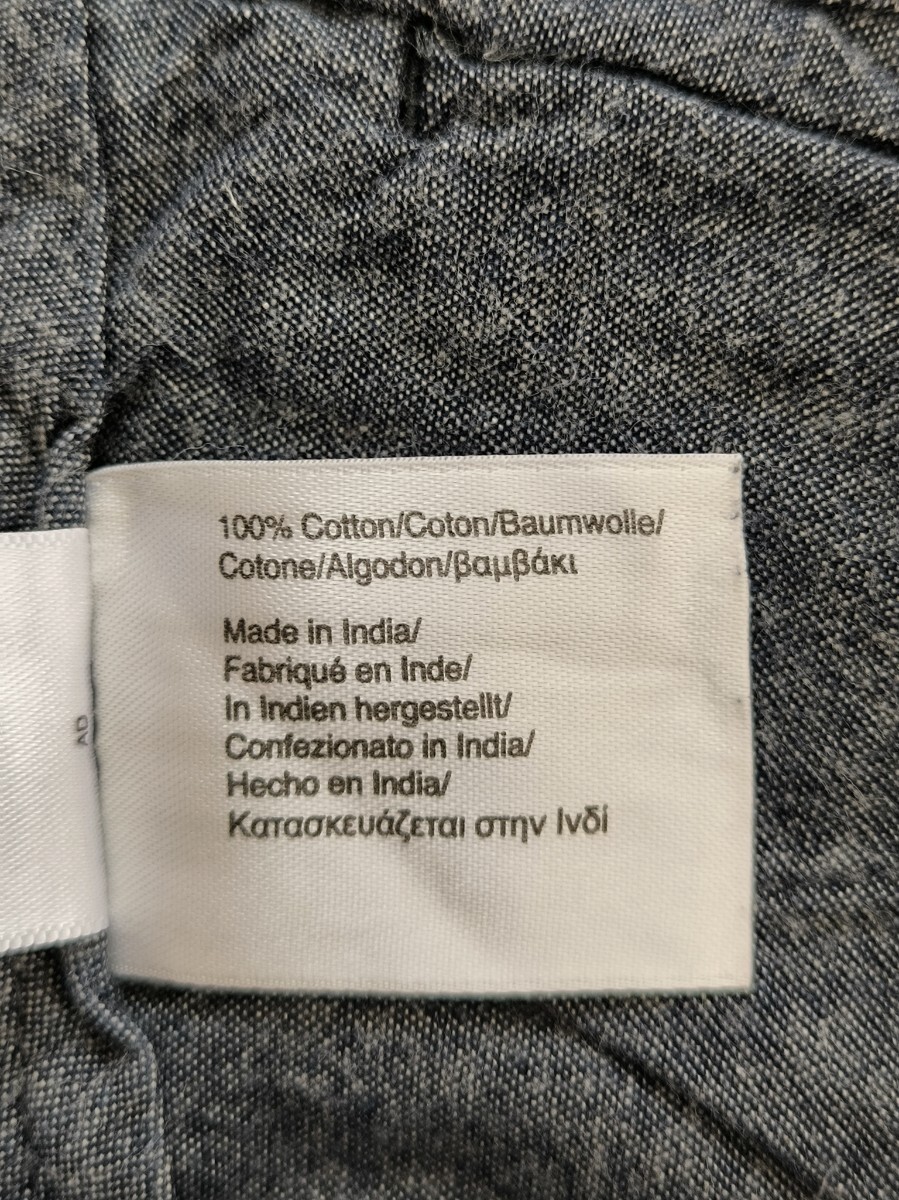 100% Cotton/Coton/Baumwolle/
Cotone/Algodon/βαμβάκι
Made in India/
Fabriqué en Inde/
In Indien hergestellt/
Confezionato in India/
Hecho en India/
Κατασκευάζεται στην Ινδί
AD